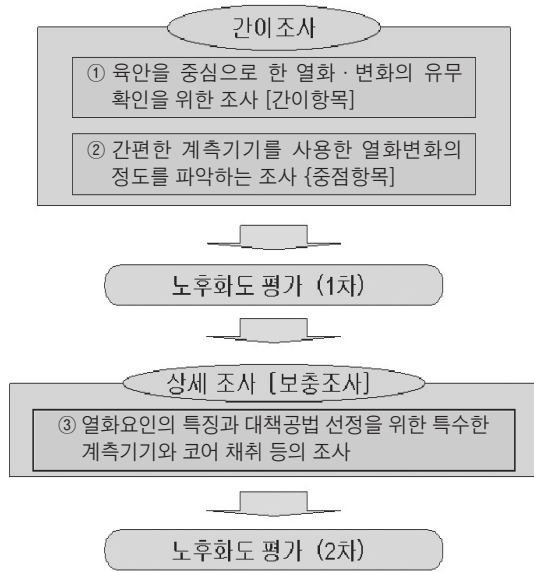 간이조사
① 육안을 중심으로 한 열화 · 변화의 유무
확인을 위한 조사 [간이항목]
② 간편한 계측기기를 사용한 열화변화의
정도를 파악하는 조사 {중점항목]
노후화도 평가 (1차)
상세 조사 [보충조사]
③ 열화요인의 특징과 대책공법 선정을 위한 특수한
계측기기와 코어 채취 등의 조사
노후화도 평가 (2차)